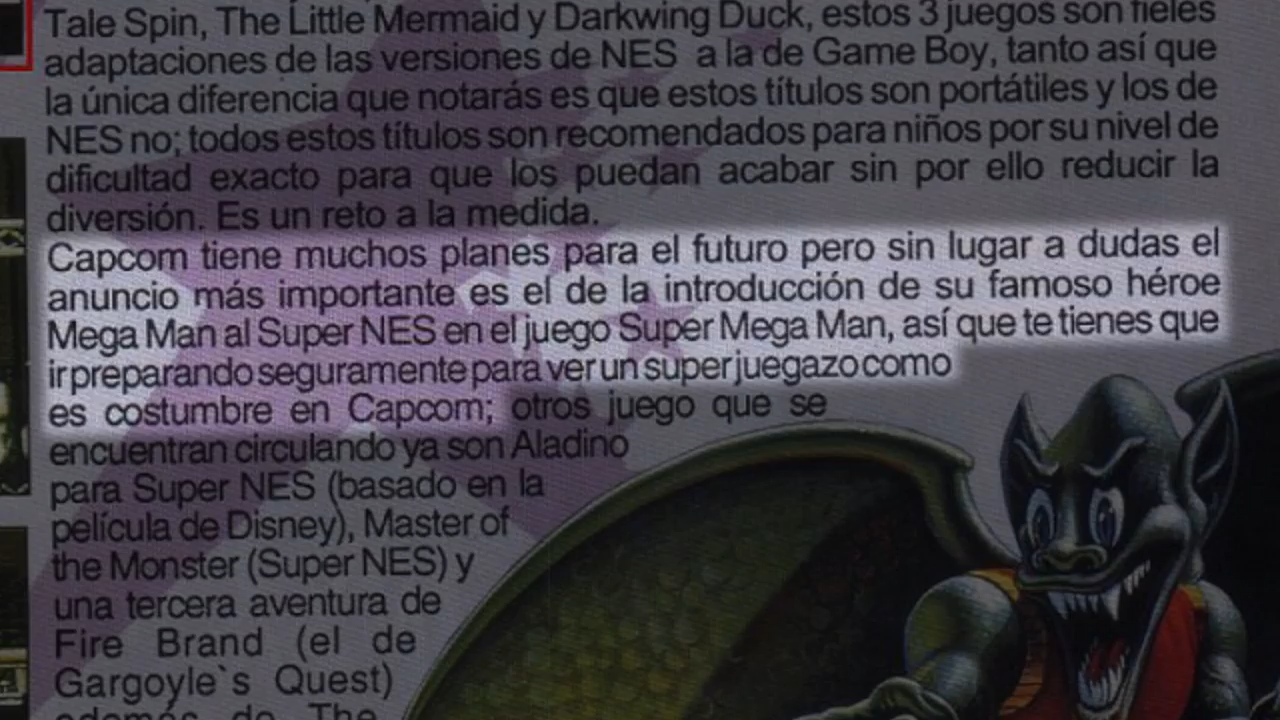 Tale Spin, The Little Mermaid y Darkwing Duck, estos 3 juegos son fieles
adaptaciones de las versiones de NES a la de Game Boy, tanto así que
la única diferencia que notarás es que estos títulos son portátiles y los de
NES no; todos estos títulos son recomendados para niños por su nivel de
dificultad exacto para que los puedan acabar sin por ello reducir la
diversión. Es un reto a la medida.
Capcom tiene muchos planes para el futuro pero sin lugar a dudas el
anuncio más importante es el de la introducción de su famoso héroe
Mega Man al Super NES en el juego Super Mega Man, así que te tienes que
ir preparando seguramente para ver un super juegazo como
es costumbre en Capcom; otros juego que se
encuentran circulando ya son Aladino
para Super NES (basado en la
película de Disney), Master of
the Monster (Super NES) y
una tercera aventura de
Fire Brand (el de
Gargoyle`s Quest)
además de The